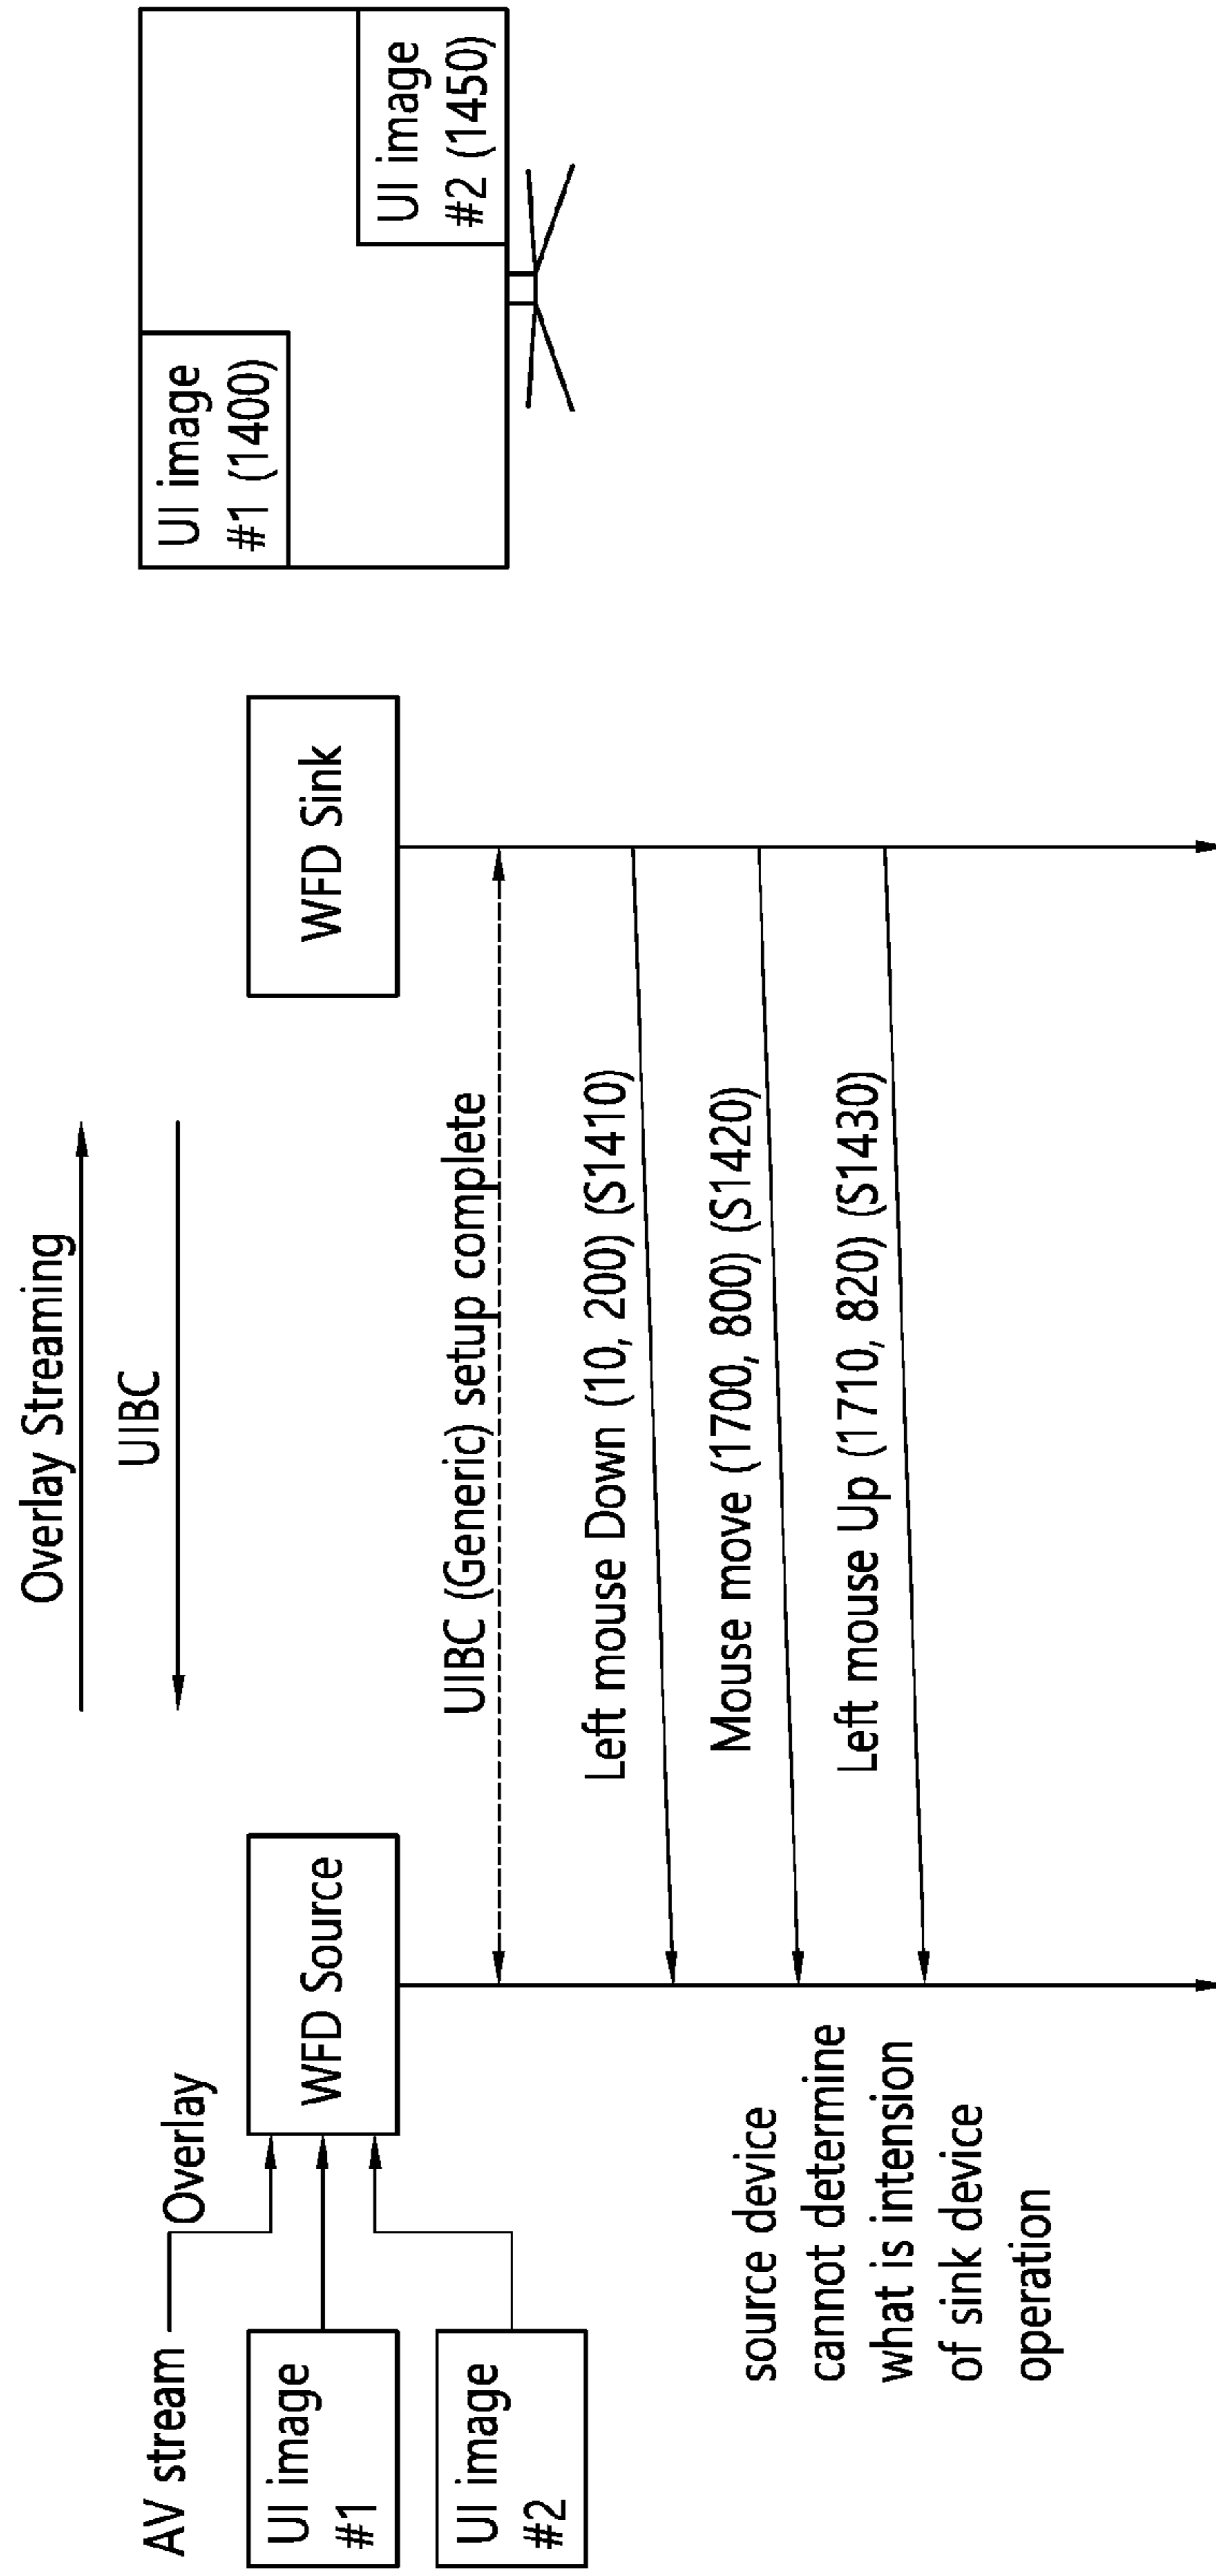 Overlay Streaming
UIBC
AV stream
Overlay
UI image
#1
UI image
#2
WFD Source
WFD Sink
UI image
#1 (1400)
UI image
#2 (1450)
UIBC (Generic) setup complete
Left mouse Down (10, 200) (S1410)
Mouse move (1700, 800) (S1420)
Left mouse Up (1710, 820) (S1430)
source device
cannot determine
what is intension
of sink device
operation